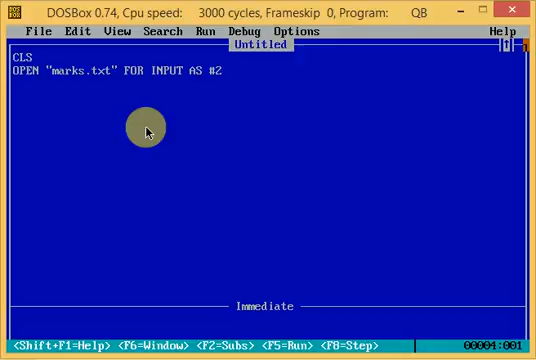 DOSBox 0.74, Cpu speed: 3000 cycles, Frameskip 0, Program: QB
File Edit View Search Run Debug Options Help
Untitled
CLS
OPEN "marks.txt" FOR INPUT AS #2
Immediate
<Shift+F1=Help> <F6=Window> <F2=Subs> <F5=Run> <F8=Step> 00004:001